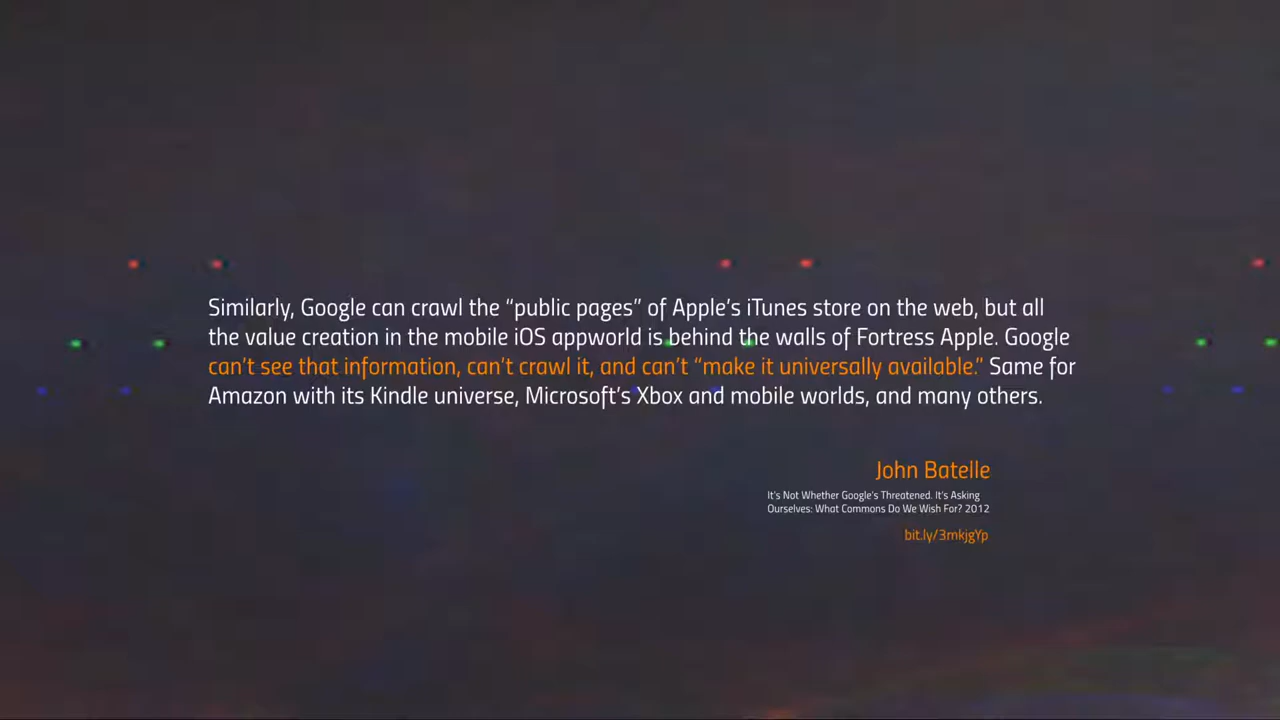 Similarly, Google can crawl the “public pages” of Apple’s iTunes store on the web, but all
the value creation in the mobile iOS appworld is behind the walls of Fortress Apple. Google
can’t see that information, can’t crawl it, and can’t “make it universally available.” Same for
Amazon with its Kindle universe, Microsoft’s Xbox and mobile worlds, and many others.
John Batelle
It’s Not Whether Google’s Threatened. It’s Asking
Ourselves: What Commons Do We Wish For? 2012
bit.ly/3mkjgYp